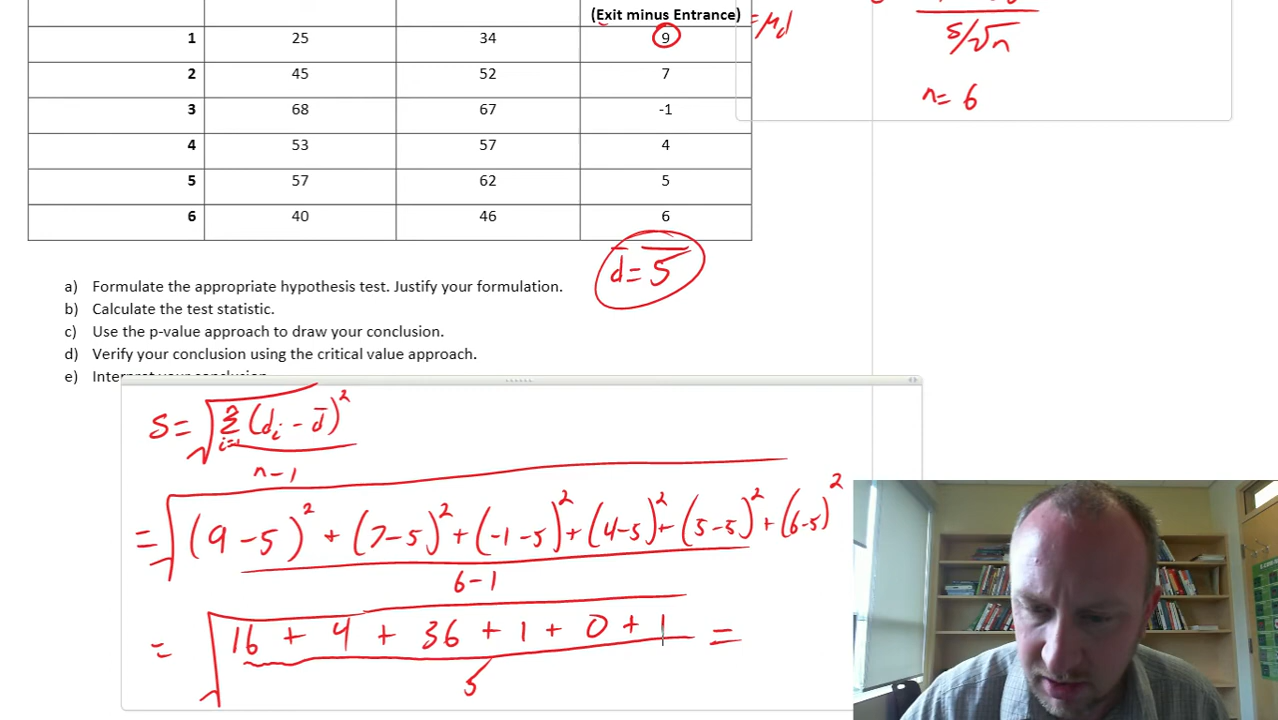 (Exit minus Entrance)
1 25 34 9
= μd
s/√n
2 45 52 7
n= 6
3 68 67 -1
4 53 57 4
5 57 62 5
6 40 46 6
d̄ = 5
a) Formulate the appropriate hypothesis test. Justify your formulation.
b) Calculate the test statistic.
c) Use the p-value approach to draw your conclusion.
d) Verify your conclusion using the critical value approach.
e)
S = √ Σ (di - d̄)²
i=1
n-1
= √ (9-5)² + (7-5)² + (-1-5)² + (4-5)² + (5-5)² + (6-5)²
6-1
= √ 16 + 4 + 36 + 1 + 0 + 1 =
5